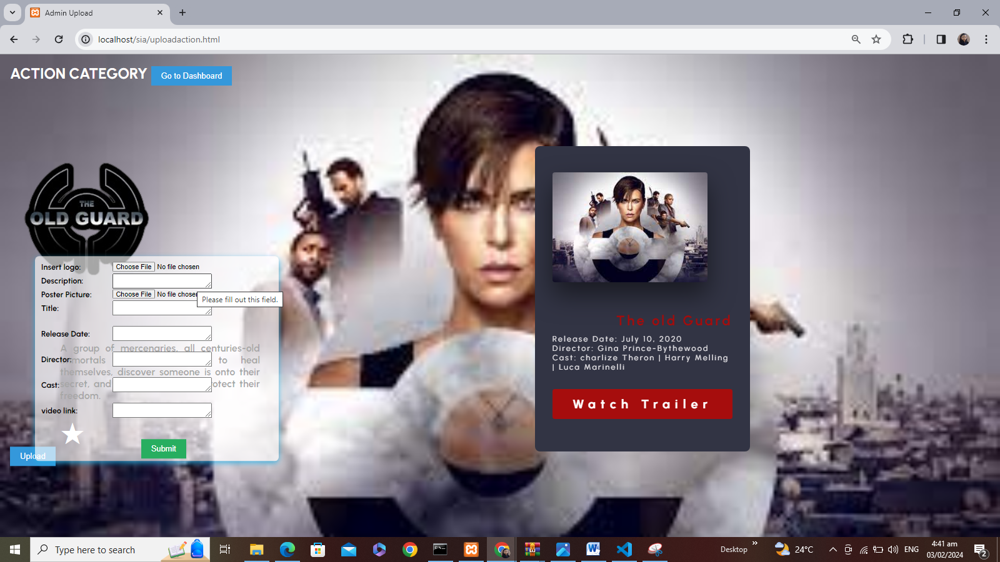 Admin Upload
localhost/sia/uploadaction.html
ACTION CATEGORY
Go to Dashboard
THE
OLD GUARD
Insert logo:
Choose File No file chosen
Description:
Poster Picture:
Choose File No file chosen
Please fill out this field.
Title:
Release Date:
A group of mercenaries, all centuries-old
Director:
mortals
to heal
themselves, discover someone is onto their
Cast:
secret, and
otect their
freedom.
video link:
Submit
Upload
The old Guard
Release Date: July 10, 2020
Director: Gina Prince-Bythewood
Cast: charlize Theron | Harry Melling
| Luca Marinelli
Watch Trailer
Type here to search
Desktop
24°C
ENG
4:41 am
03/02/2024
2